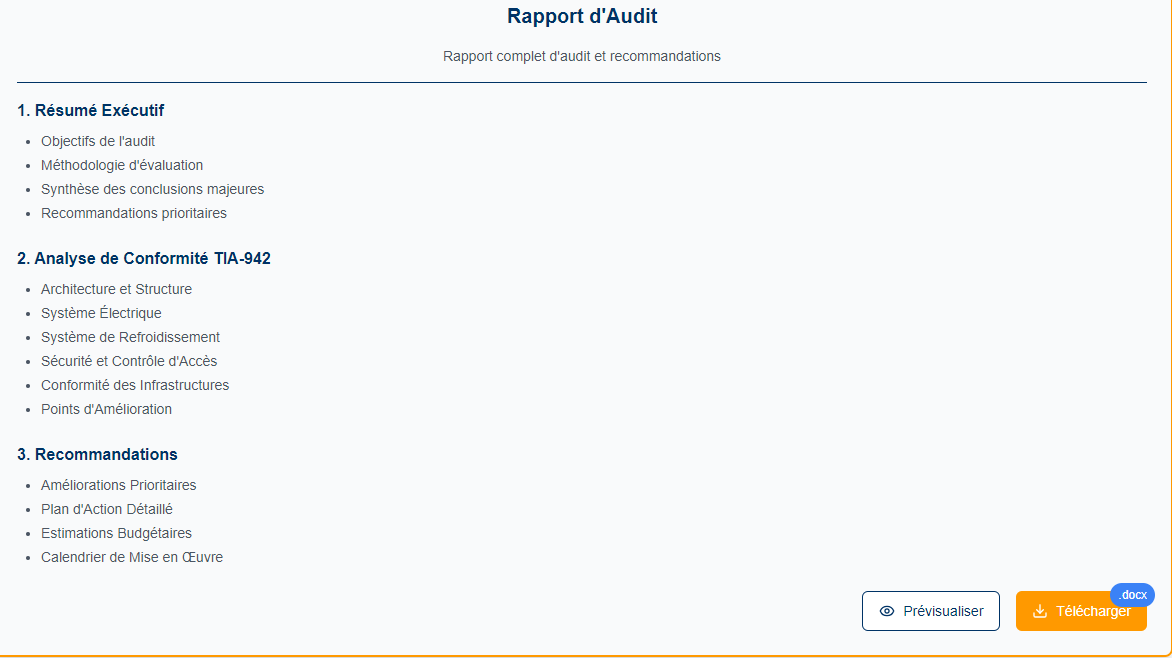 Rapport d'Audit
Rapport complet d'audit et recommandations
1. Résumé Exécutif
• Objectifs de l'audit
• Méthodologie d'évaluation
• Synthèse des conclusions majeures
• Recommandations prioritaires
2. Analyse de Conformité TIA-942
• Architecture et Structure
• Système Électrique
• Système de Refroidissement
• Sécurité et Contrôle d'Accès
• Conformité des Infrastructures
• Points d'Amélioration
3. Recommandations
• Améliorations Prioritaires
• Plan d'Action Détaillé
• Estimations Budgétaires
• Calendrier de Mise en Œuvre
.docx
Prévisualiser
Télécharger